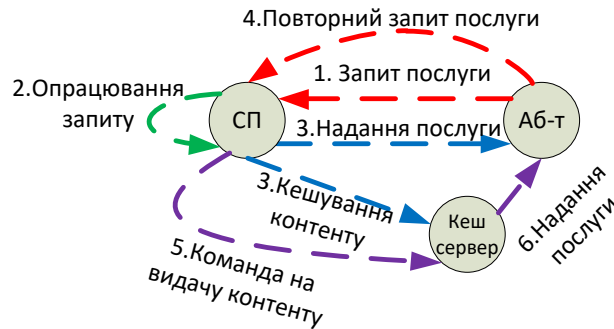 4.Повторний запит послуги
1. Запит послуги
2.Опрацювання
запиту
СП
3.Надання послуги
Аб-т
3.Кешування
контенту
Кеш
сервер
6.Надання
послуги
5.Команда на
видачу контенту